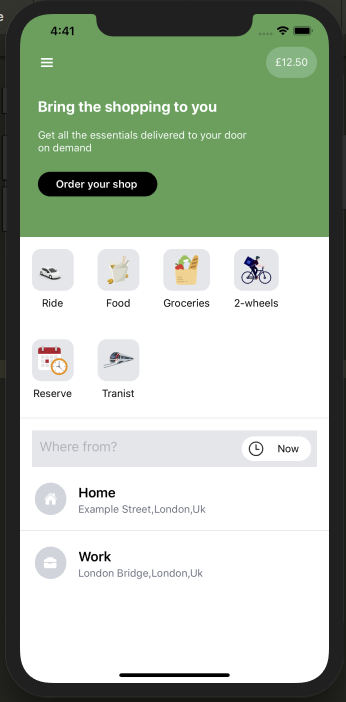 e
4:41
£12.50
Bring the shopping to you
Get all the essentials delivered to your door
on demand
Order your shop
Ride
Food
Groceries
2-wheels
Reserve
Tranist
Where from?
Now
Home
Example Street,London,Uk
Work
London Bridge,London,Uk